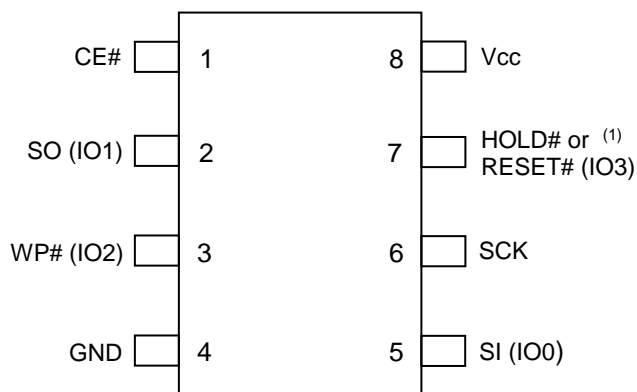 CE# 1 8 Vcc
SO (IO1) 2 7 HOLD# or (1)
RESET# (IO3)
WP# (IO2) 3 6 SCK
GND 4 5 SI (IO0)